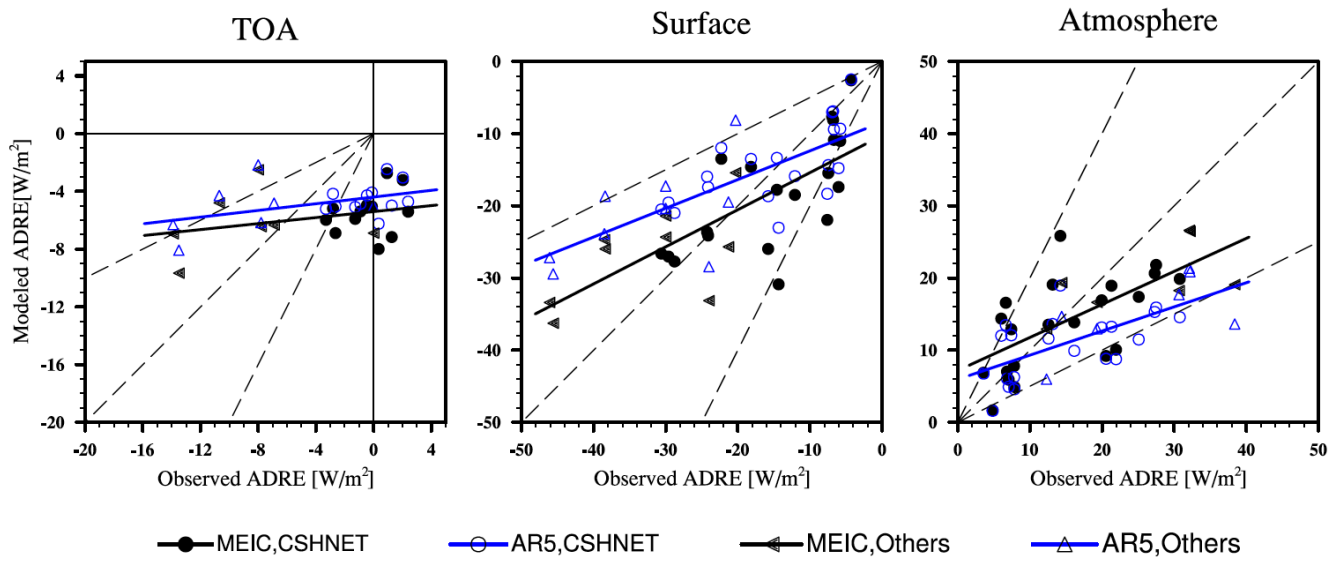 TOA
Surface
Atmosphere
Modeled ADRE[W/m²]
4
0
-4
-8
-12
-16
-20
-20 -16 -12 -8 -4 0 4
Observed ADRE [W/m²]
0
-10
-20
-30
-40
-50
-50 -40 -30 -20 -10 0
Observed ADRE [W/m²]
50
40
30
20
10
0
0 10 20 30 40 50
Observed ADRE [W/m²]
MEIC,CSHNET AR5,CSHNET MEIC,Others AR5,Others